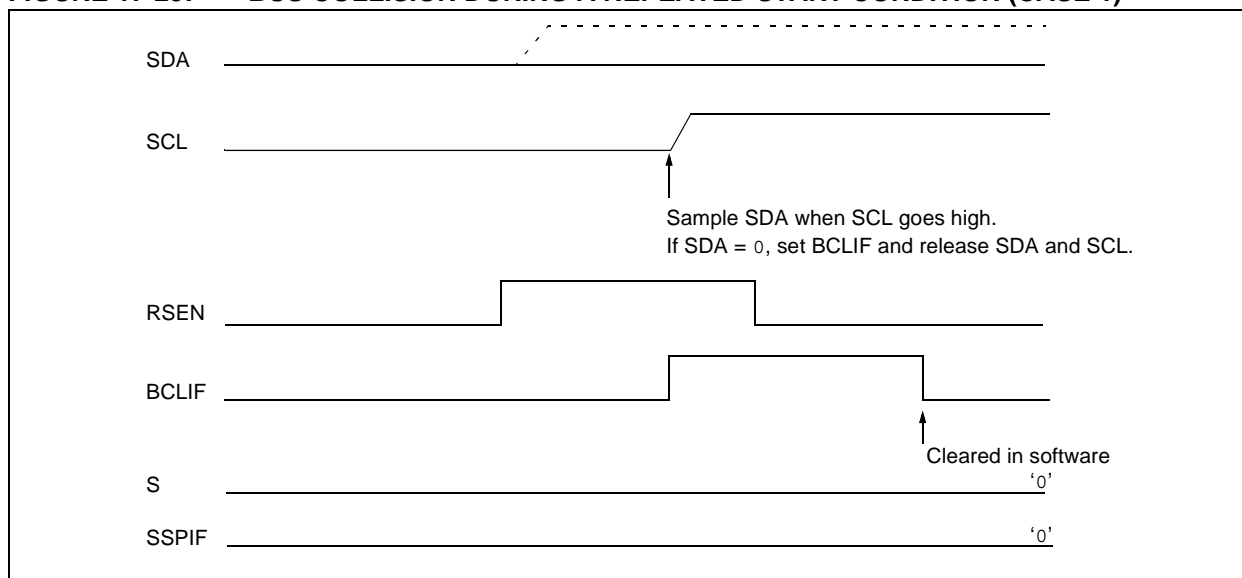 SDA
SCL
Sample SDA when SCL goes high.
If SDA = 0, set BCLIF and release SDA and SCL.
RSEN
BCLIF
Cleared in software
S
'0'
SSPIF
'0'